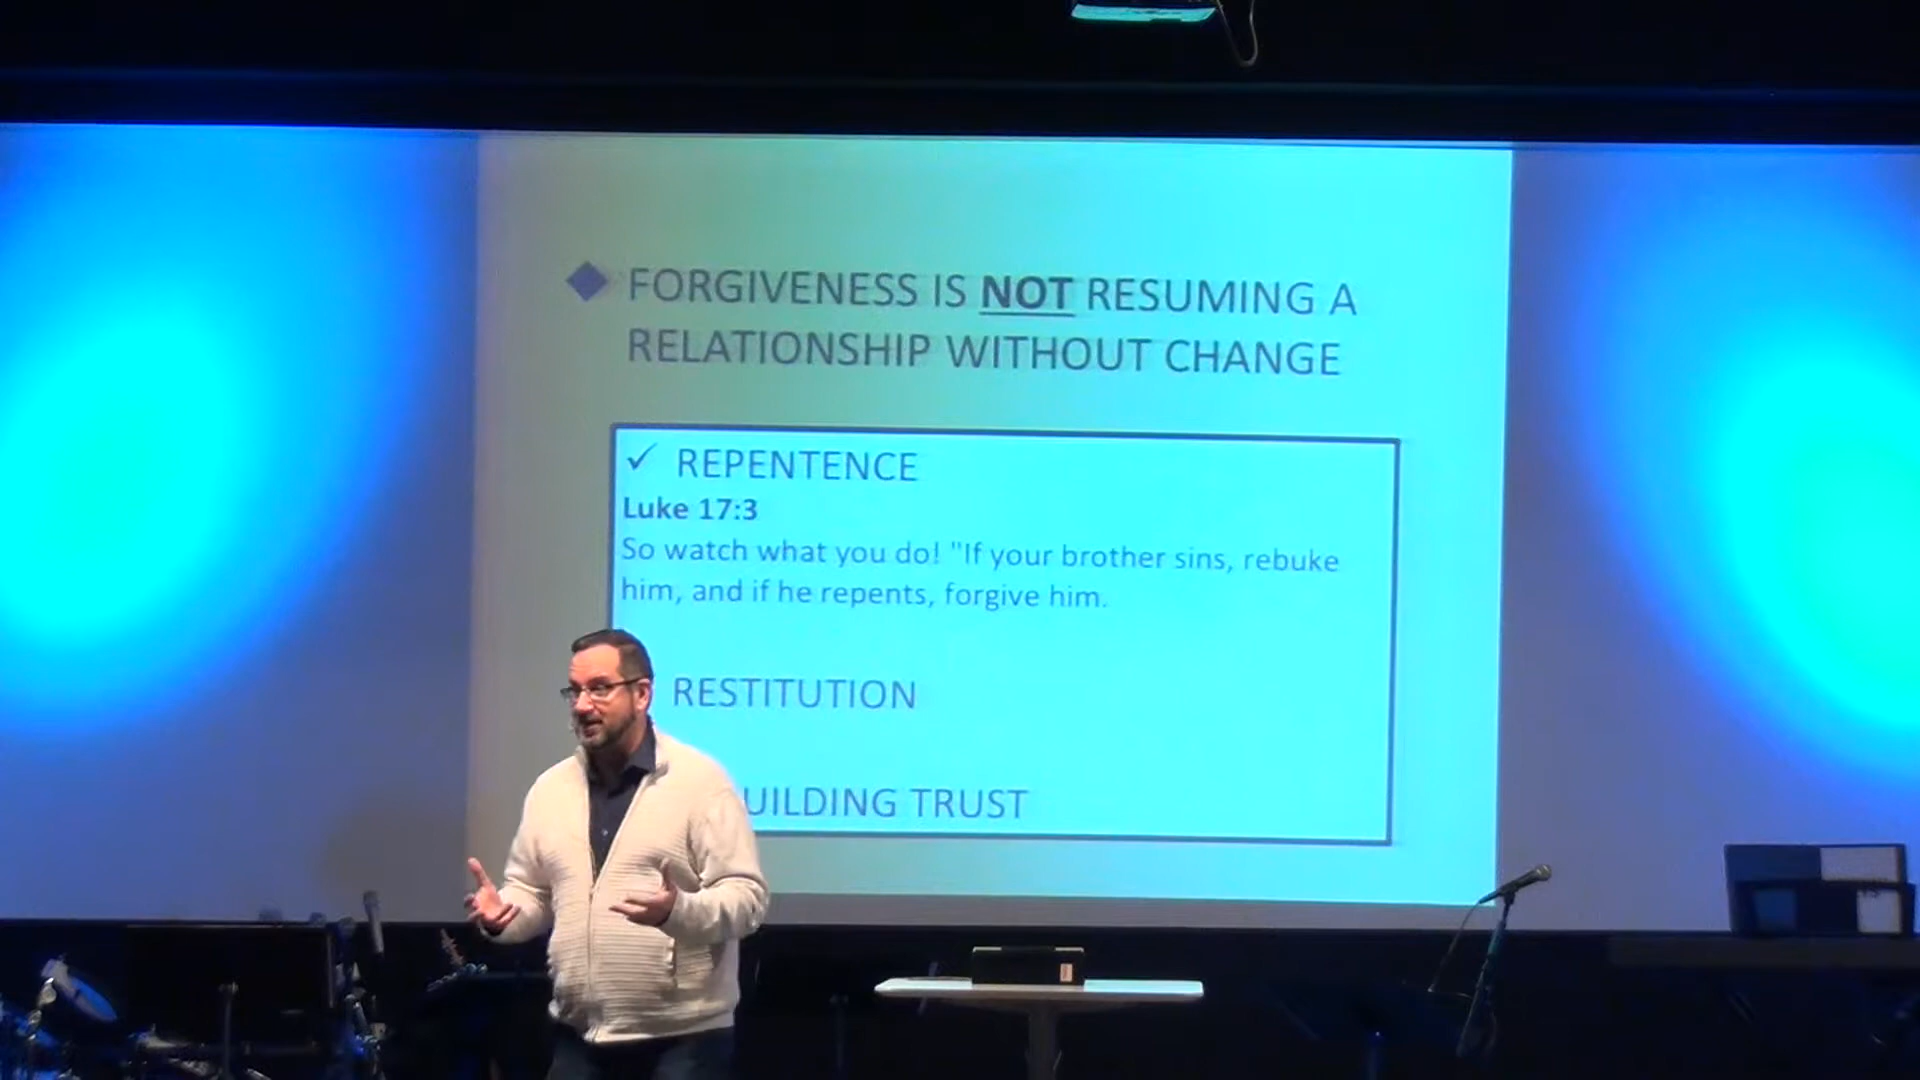 FORGIVENESS IS NOT RESUMING A
RELATIONSHIP WITHOUT CHANGE
✓ REPENTENCE
Luke 17:3
So watch what you do! "If your brother sins, rebuke
him, and if he repents, forgive him.
RESTITUTION
UILDING TRUST